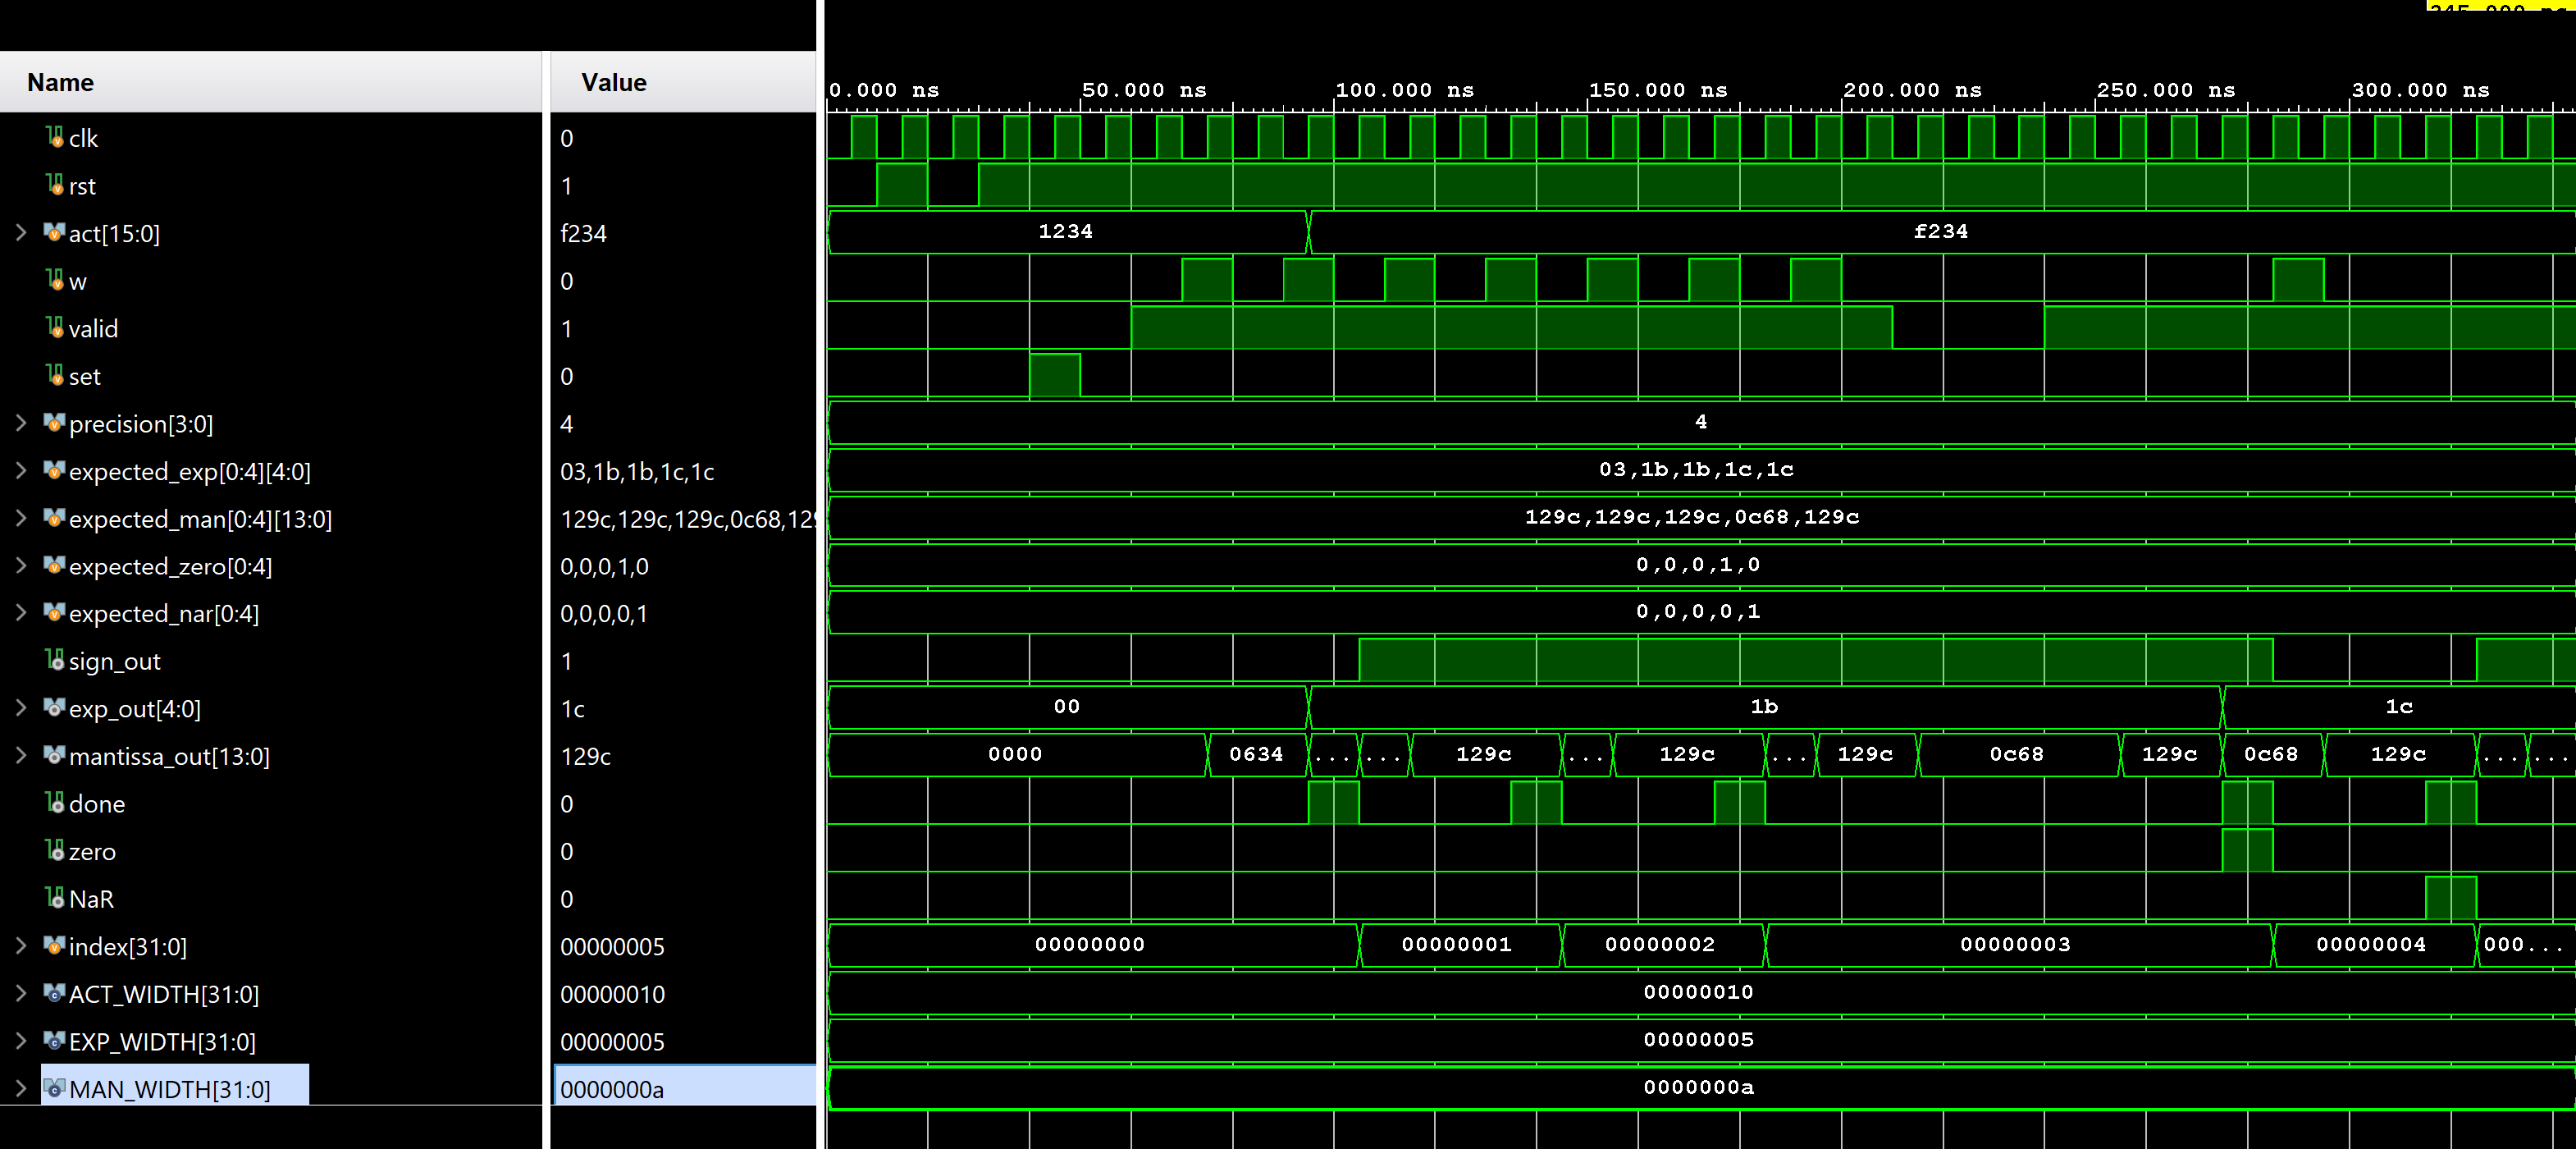 345.000 ns
Name Value
0.000 ns 50.000 ns 100.000 ns 150.000 ns 200.000 ns 250.000 ns 300.000 ns
clk 0
rst 1
act[15:0] f234 1234 f234
w 0
valid 1
set 0
precision[3:0] 4 4
expected_exp[0:4][4:0] 03,1b,1b,1c,1c 03,1b,1b,1c,1c
expected_man[0:4][13:0] 129c,129c,129c,0c68,129 129c,129c,129c,0c68,129c
expected_zero[0:4] 0,0,0,1,0 0,0,0,1,0
expected_nar[0:4] 0,0,0,0,1 0,0,0,0,1
sign_out 1
exp_out[4:0] 1c 00 1b 1c
mantissa_out[13:0] 129c 0000 0634 ... ... 129c ... 129c ... 129c 0c68 129c 0c68 129c ... ...
done 0
zero 0
NaR 0
index[31:0] 00000005 00000000 00000001 00000002 00000003 00000004 000...
ACT_WIDTH[31:0] 00000010 00000010
EXP_WIDTH[31:0] 00000005 00000005
MAN_WIDTH[31:0] 0000000a 0000000a